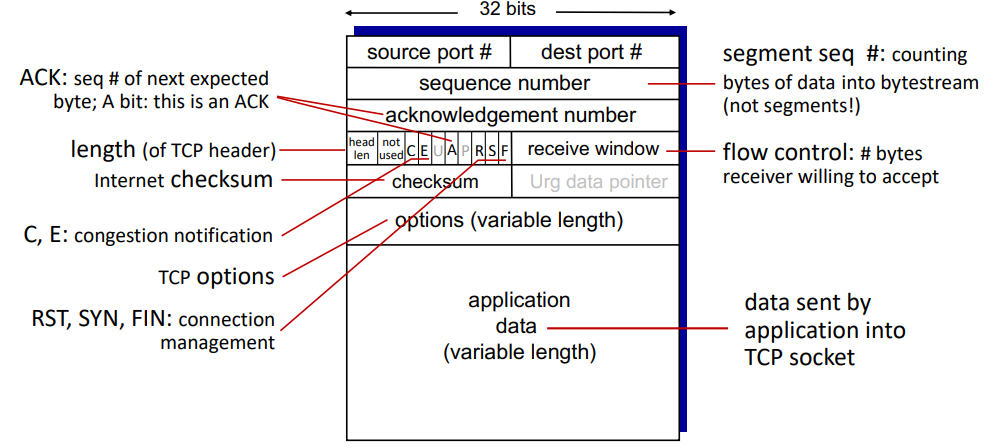 32 bits
source port #
dest port #
sequence number
acknowledgement number
head
len
not
used
C E U A P R S F
receive window
checksum
Urg data pointer
options (variable length)
application
data
(variable length)
ACK: seq # of next expected
byte; A bit: this is an ACK
length (of TCP header)
Internet checksum
C, E: congestion notification
TCP options
RST, SYN, FIN: connection
management
segment seq #: counting
bytes of data into bytestream
(not segments!)
flow control: # bytes
receiver willing to accept
data sent by
application into
TCP socket